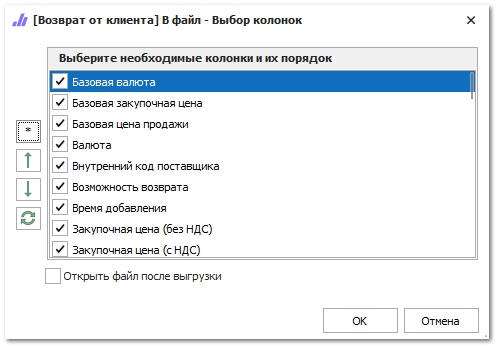 [Возврат от клиента] В файл - Выбор колонок
Выберите необходимые колонки и их порядок
Базовая валюта
Базовая закупочная цена
Базовая цена продажи
Валюта
Внутренний код поставщика
Возможность возврата
Время добавления
Закупочная цена (без НДС)
Закупочная цена (с НДС)
*
Открыть файл после выгрузки
OK
Отмена